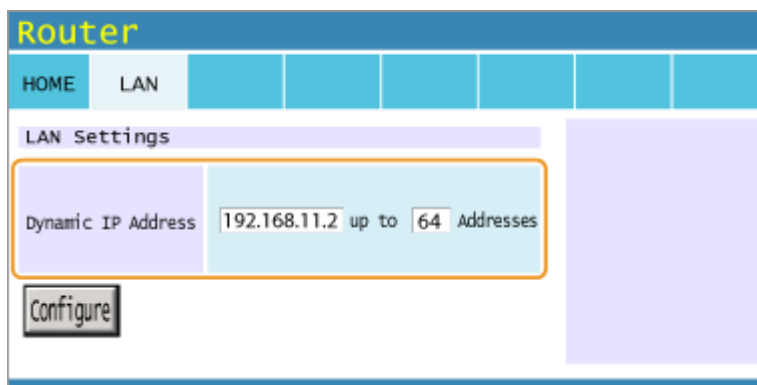 Router
HOME LAN
LAN Settings
Dynamic IP Address 192.168.11.2 up to 64 Addresses
Configure